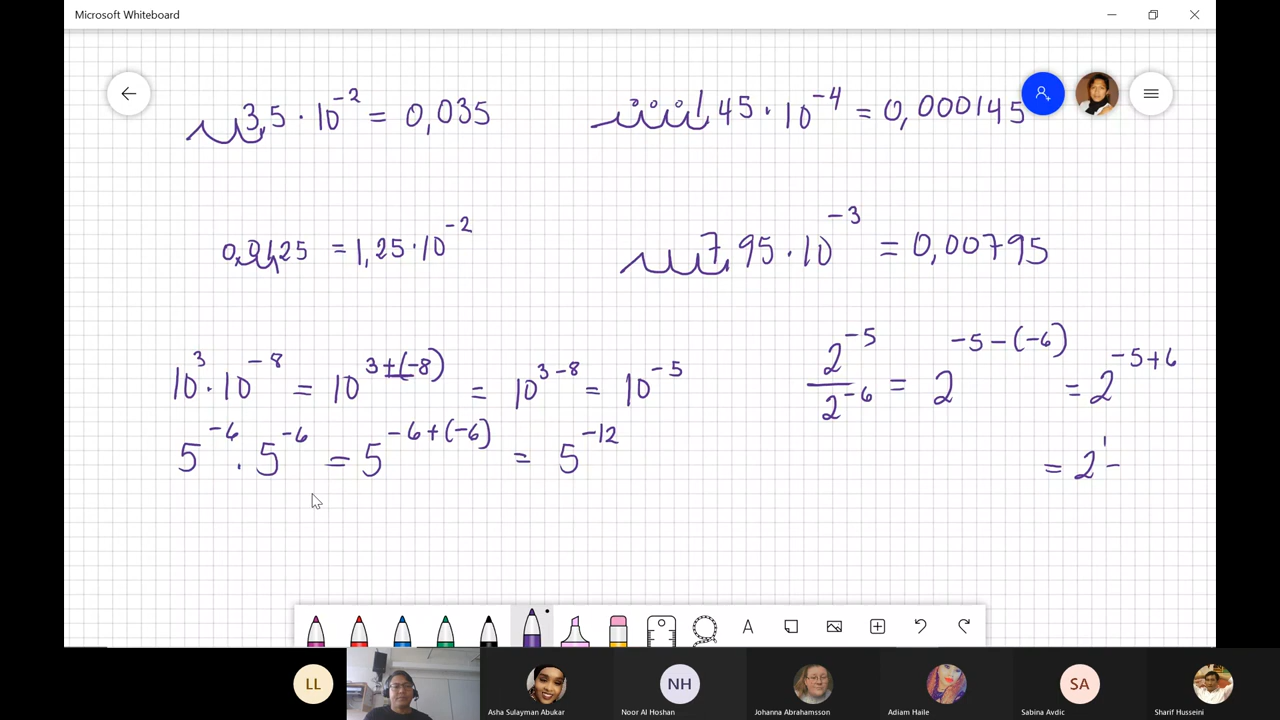 Microsoft Whiteboard
3,5 · 10⁻² = 0,035
1,45 · 10⁻⁴ = 0,000145
0,0125 = 1,25 · 10⁻²
7,95 · 10⁻³ = 0,00795
10³ · 10⁻⁸ = 10³⁺⁽⁻⁸⁾ = 10³⁻⁸ = 10⁻⁵
5⁻⁶ · 5⁻⁶ = 5⁻⁶⁺⁽⁻⁶⁾ = 5⁻¹²
2⁻⁵/2⁻⁶ = 2⁻⁵⁻⁽⁻⁶⁾ = 2⁻⁵⁺⁶
= 2¹ -
A
LL
NH
SA
Asha Sulayman Abukar
Noor Al Hoshan
Johanna Abrahamsson
Adiam Haile
Sabina Avdic
Sharif Husseini